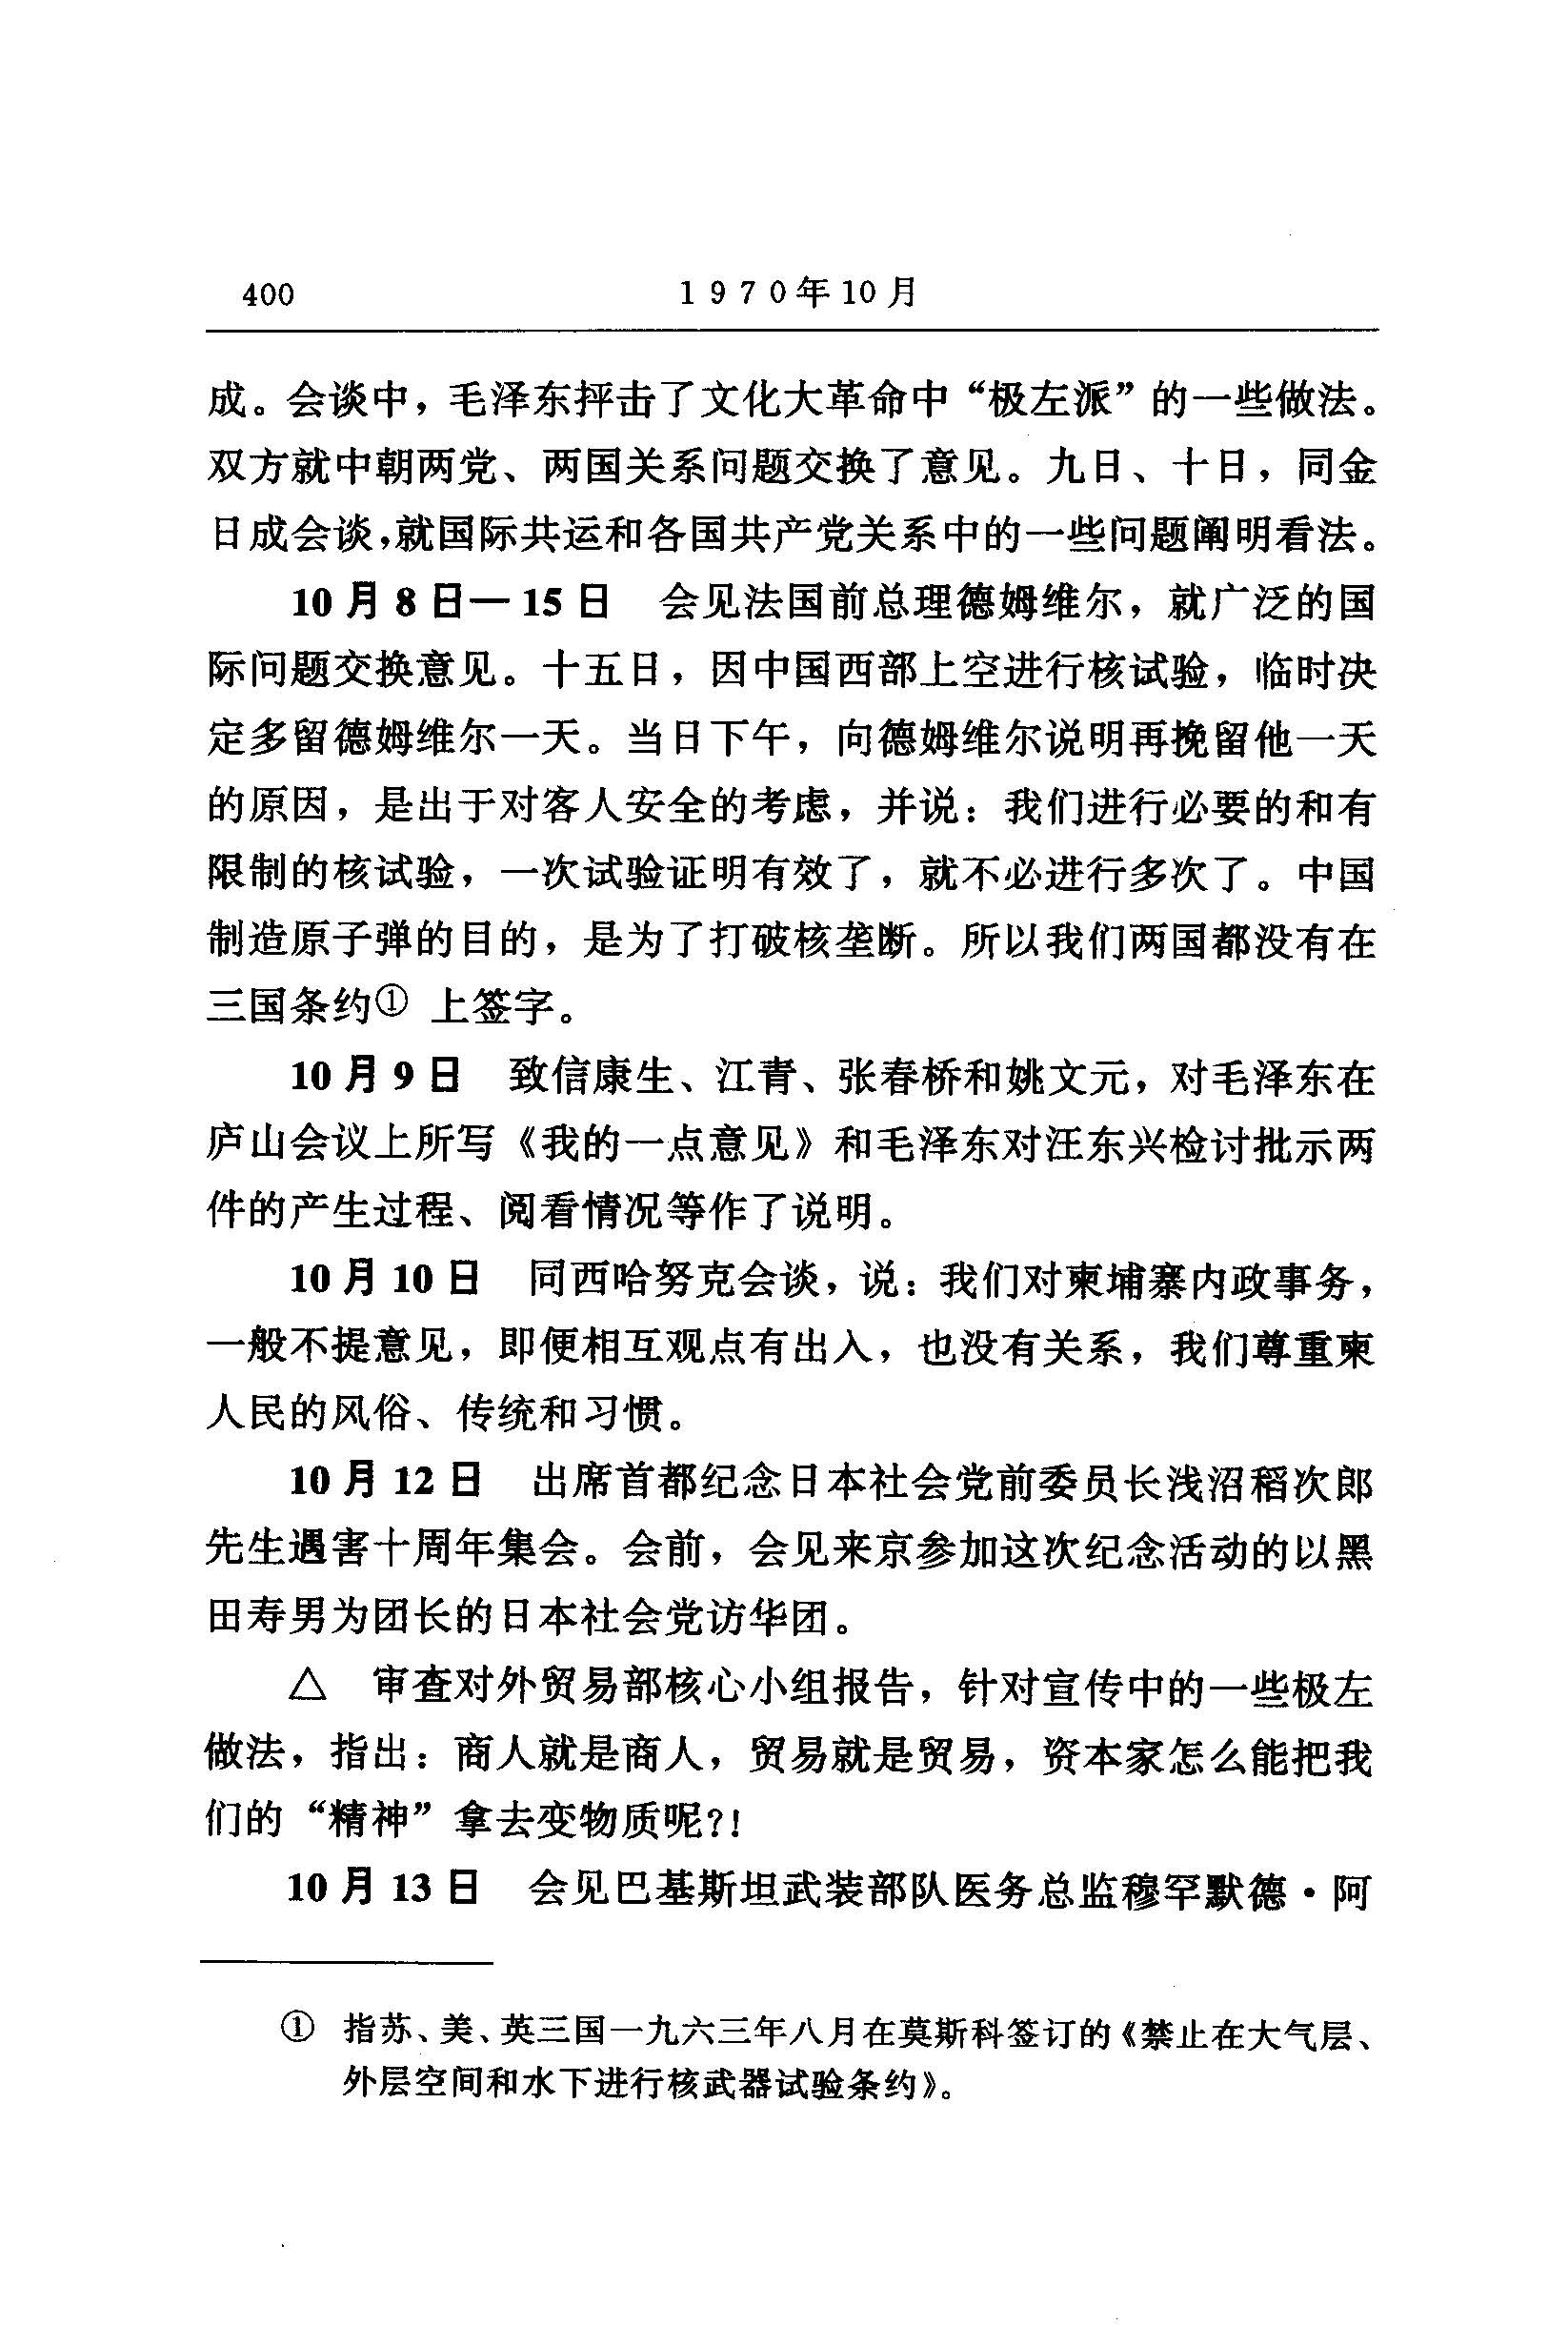 400
1970年10月
成。会谈中，毛泽东抨击了文化大革命中“极左派”的一些做法。
双方就中朝两党、两国关系问题交换了意见。九日、十日，同金
日成会谈，就国际共运和各国共产党关系中的一些问题阐明看法。
10月8日—15日 会见法国前总理德姆维尔，就广泛的国
际问题交换意见。十五日，因中国西部上空进行核试验，临时决
定多留德姆维尔一天。当日下午，向德姆维尔说明再挽留他一天
的原因，是出于对客人安全的考虑，并说：我们进行必要的和有
限制的核试验，一次试验证明有效了，就不必进行多次了。中国
制造原子弹的目的，是为了打破核垄断。所以我们两国都没有在
三国条约① 上签字。
10月9日 致信康生、江青、张春桥和姚文元，对毛泽东在
庐山会议上所写《我的一点意见》和毛泽东对汪东兴检讨批示两
件的产生过程、阅看情况等作了说明。
10月10日 同西哈努克会谈，说：我们对柬埔寨内政事务，
一般不提意见，即便相互观点有出入，也没有关系，我们尊重柬
人民的风俗、传统和习惯。
10月12日 出席首都纪念日本社会党前委员长浅沼稻次郎
先生遇害十周年集会。会前，会见来京参加这次纪念活动的以黑
田寿男为团长的日本社会党访华团。
△ 审查对外贸易部核心小组报告，针对宣传中的一些极左
做法，指出：商人就是商人，贸易就是贸易，资本家怎么能把我
们的“精神”拿去变物质呢?!
10月13日 会见巴基斯坦武装部队医务总监穆罕默德·阿
① 指苏、美、英三国一九六三年八月在莫斯科签订的《禁止在大气层、
外层空间和水下进行核武器试验条约》。